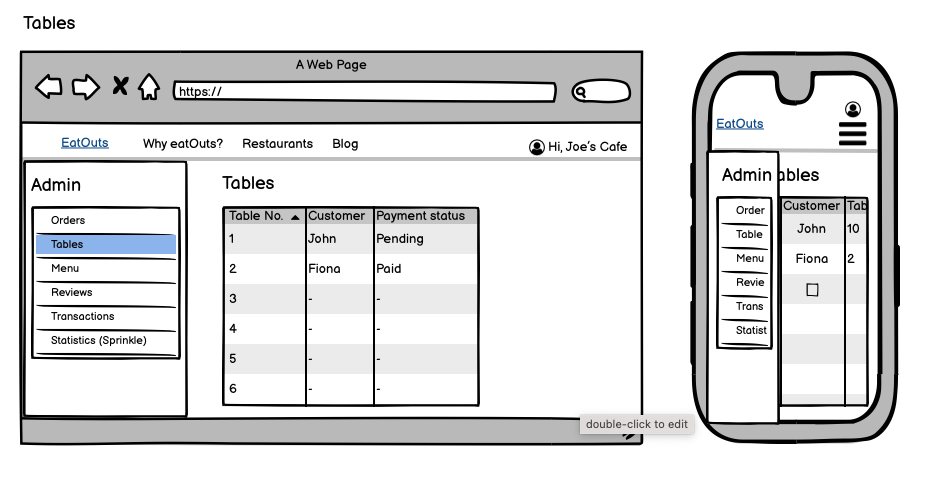 Tables
A Web Page
https://
EatOuts Why eatOuts? Restaurants Blog Hi, Joe's Cafe
Admin
Orders
Tables
Menu
Reviews
Transactions
Statistics (Sprinkle)
Tables
Table No. Customer Payment status
1 John Pending
2 Fiona Paid
3 - -
4 - -
5 - -
6 - -
double-click to edit
EatOuts
Admin ables
Order
Table
Menu
Revie
Trans
Statist
Customer Tab
John 10
Fiona 2